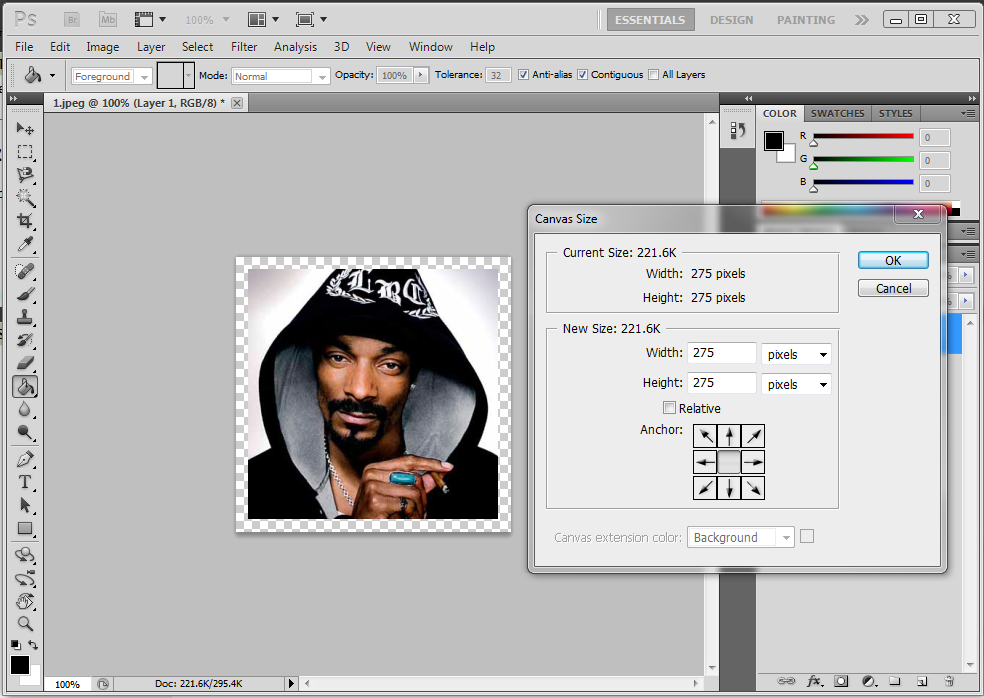 Ps Br Mb 100% ESSENTIALS DESIGN PAINTING
File Edit Image Layer Select Filter Analysis 3D View Window Help
Foreground Mode: Normal Opacity: 100% Tolerance: 32 Anti-alias Contiguous All Layers
1.jpeg @ 100% (Layer 1, RGB/8) *
COLOR SWATCHES STYLES
R 0
G 0
B 0
LBC
Canvas Size
Current Size: 221.6K
Width: 275 pixels
Height: 275 pixels
OK
Cancel
New Size: 221.6K
Width: 275 pixels
Height: 275 pixels
Relative
Anchor:
Canvas extension color: Background
T
100% Doc: 221.6K/295.4K
fx